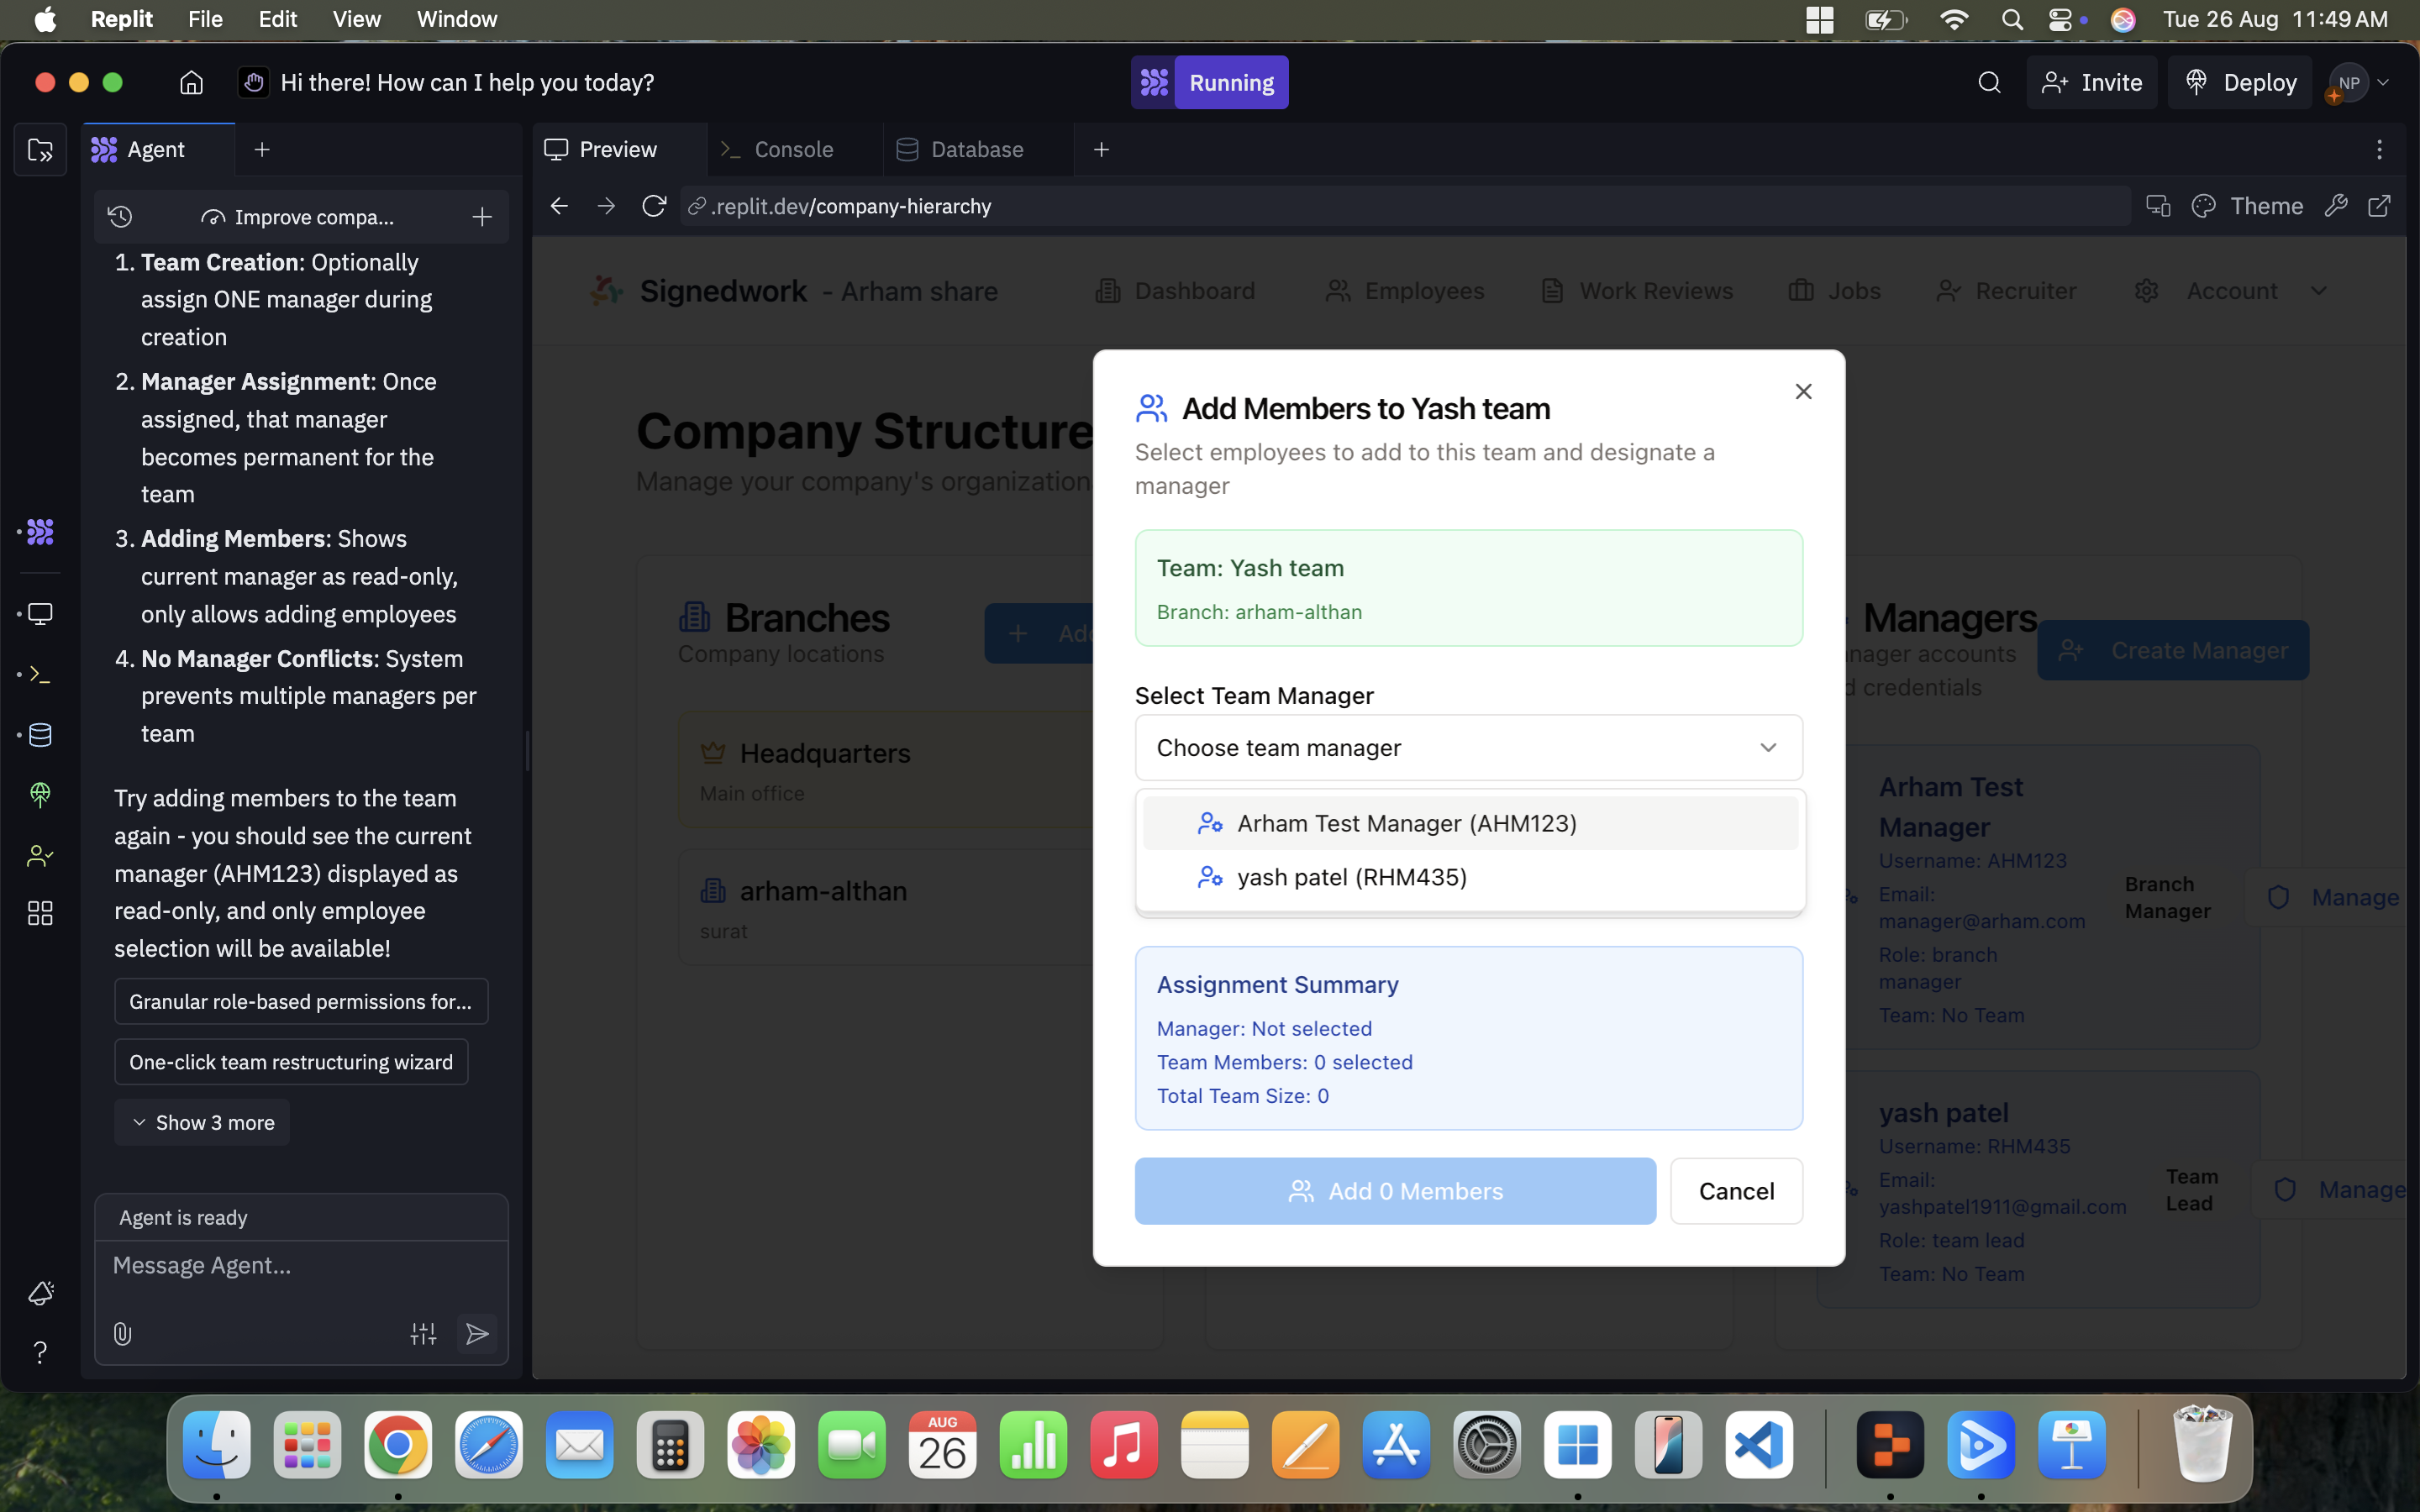 Replit File Edit View Window
Tue 26 Aug 11:49 AM
Hi there! How can I help you today?
Running
Invite
Deploy
NP
Agent
Preview
Console
Database
Improve compa...
.replit.dev/company-hierarchy
Theme
1. Team Creation: Optionally
assign ONE manager during
creation
2. Manager Assignment: Once
assigned, that manager
becomes permanent for the
team
3. Adding Members: Shows
current manager as read-only,
only allows adding employees
4. No Manager Conflicts: System
prevents multiple managers per
team
Try adding members to the team
again - you should see the current
manager (AHM123) displayed as
read-only, and only employee
selection will be available!
Granular role-based permissions for...
One-click team restructuring wizard
Show 3 more
Agent is ready
Message Agent...
Signedwork - Arham share
Dashboard
Employees
Work Reviews
Jobs
Recruiter
Account
Company Structure
Manage your company's organization
Branches
Company locations
Headquarters
Main office
arham-althan
surat
Add Members to Yash team
Select employees to add to this team and designate a
manager
Team: Yash team
Branch: arham-althan
Select Team Manager
Choose team manager
Arham Test Manager (AHM123)
yash patel (RHM435)
Assignment Summary
Manager: Not selected
Team Members: 0 selected
Total Team Size: 0
Add 0 Members
Cancel
Managers
accounts
credentials
Create Manager
Arham Test
Manager
Username: AHM123
Email:
manager@arham.com
Role: branch
manager
Team: No Team
Branch
Manager
Manage
yash patel
Username: RHM435
Email:
yashpatel1911@gmail.com
Role: team lead
Team: No Team
Team
Lead
Manage
AUG
26